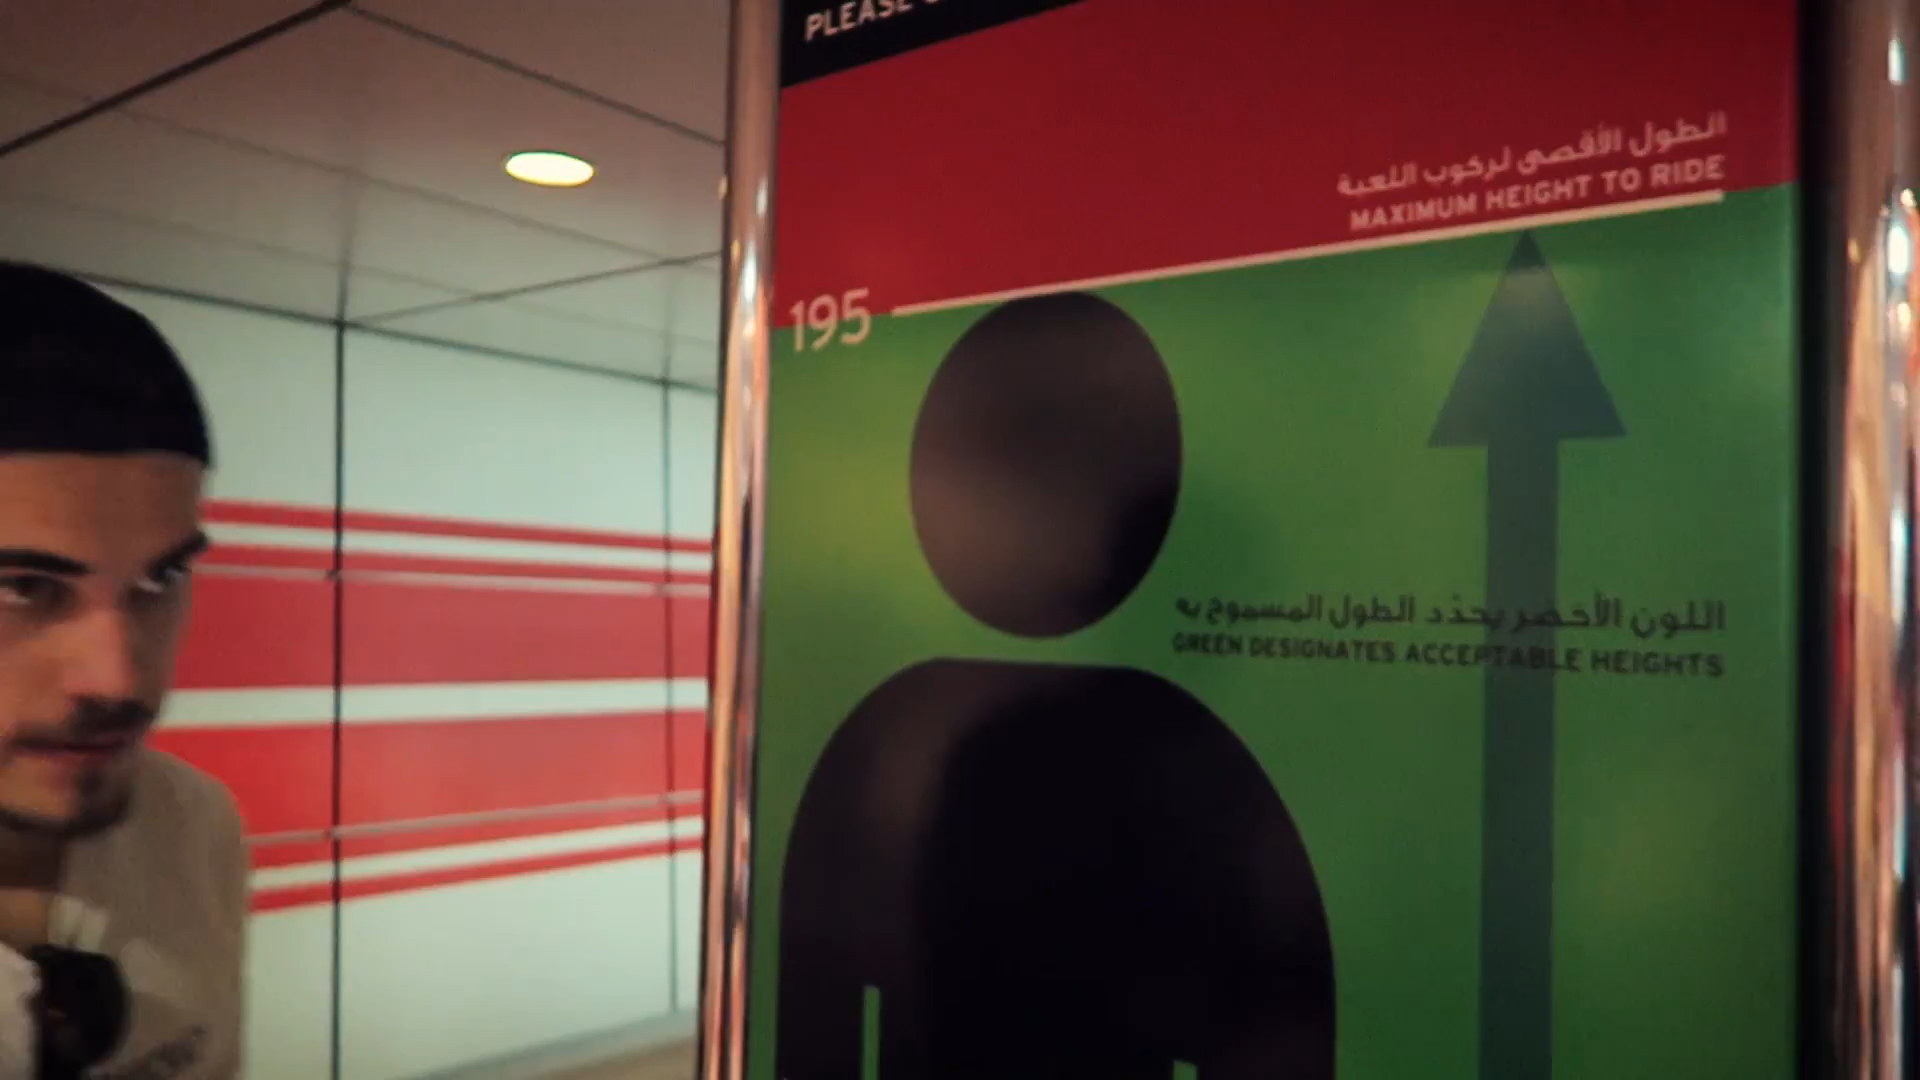 PLEASE
الطول الأقصى لركوب اللعبة
MAXIMUM HEIGHT TO RIDE
195
اللون الأخضر يحدّد الطول المسموح به
GREEN DESIGNATES ACCEPTABLE HEIGHTS